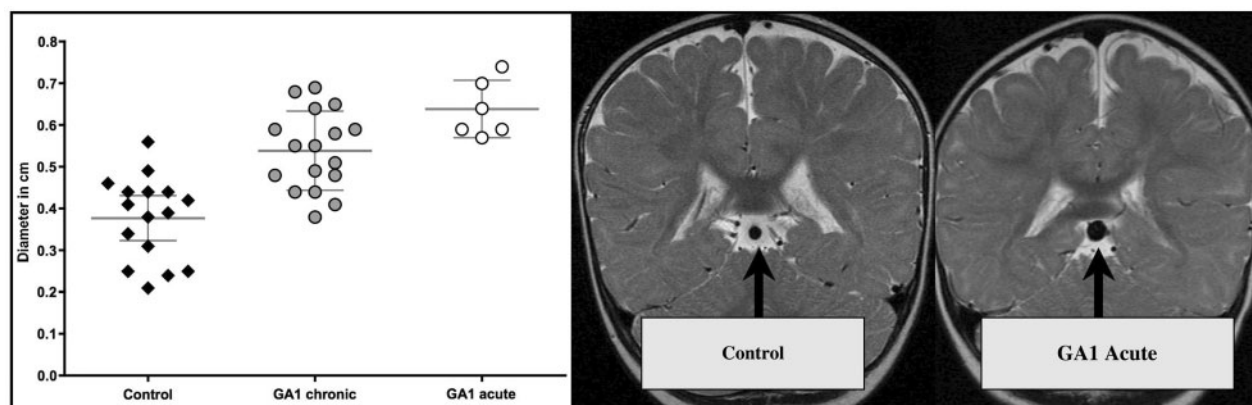 Diameter in cm
0.8
0.7
0.6
0.5
0.4
0.3
0.2
0.1
0.0
Control
GA1 chronic
GA1 acute
Control
GA1 Acute